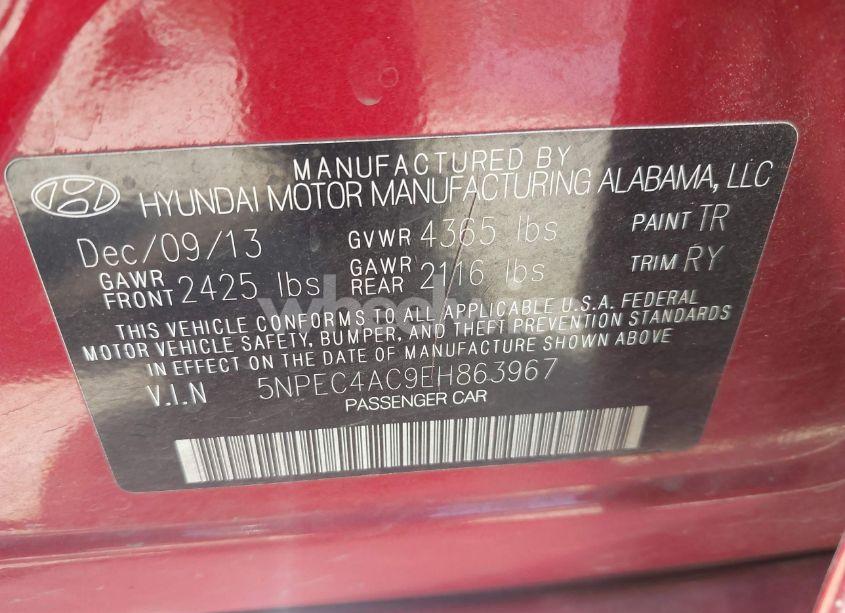 MANUFACTURED BY
HYUNDAI MOTOR MANUFACTURING ALABAMA, LLC
Dec/09/13 GVWR 4365 lbs PAINT TR
GAWR FRONT 2425 lbs GAWR REAR 2116 lbs TRIM RY
THIS VEHICLE CONFORMS TO ALL APPLICABLE U.S.A. FEDERAL
MOTOR VEHICLE SAFETY, BUMPER, AND THEFT PREVENTION STANDARDS
IN EFFECT ON THE DATE OF MANUFACTURE SHOWN ABOVE
V.I.N 5NPEC4AC9EH863967
PASSENGER CAR